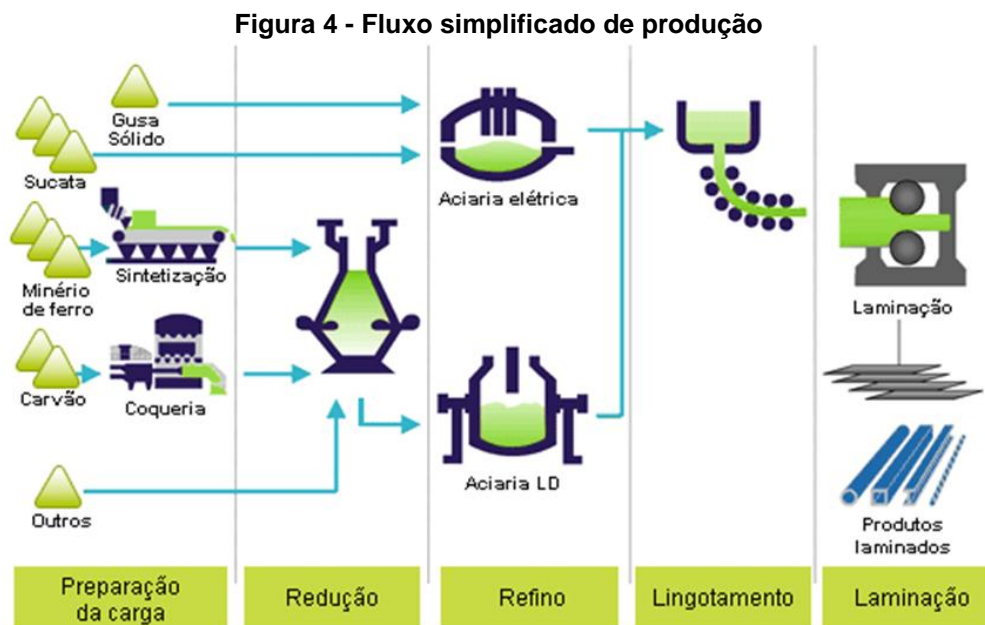 Figura 4 - Fluxo simplificado de produção
Gusa
Sólido
Sucata
Aciaria elétrica
Minério
de ferro
Sintetização
Laminação
Carvão
Coqueria
Aciaria LD
Outros
Produtos
laminados
Preparação
da carga
Redução
Refino
Lingotamento
Laminação